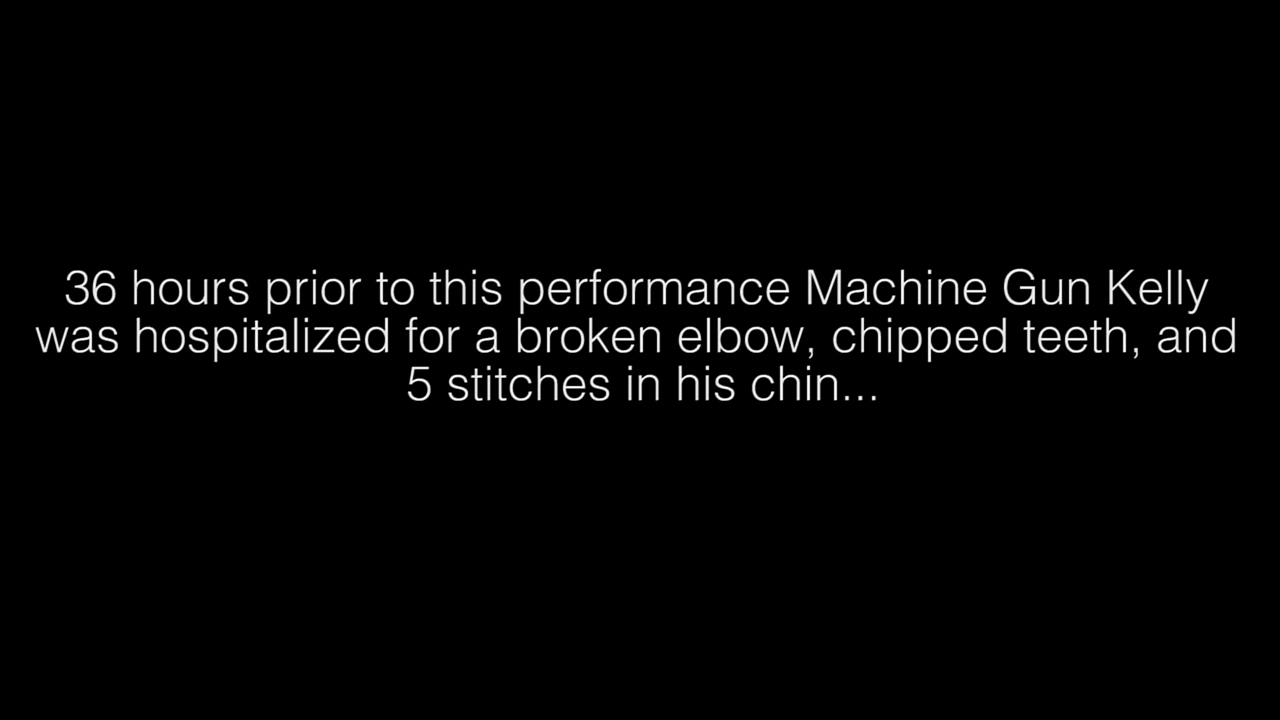 36 hours prior to this performance Machine Gun Kelly
was hospitalized for a broken elbow, chipped teeth, and
5 stitches in his chin...